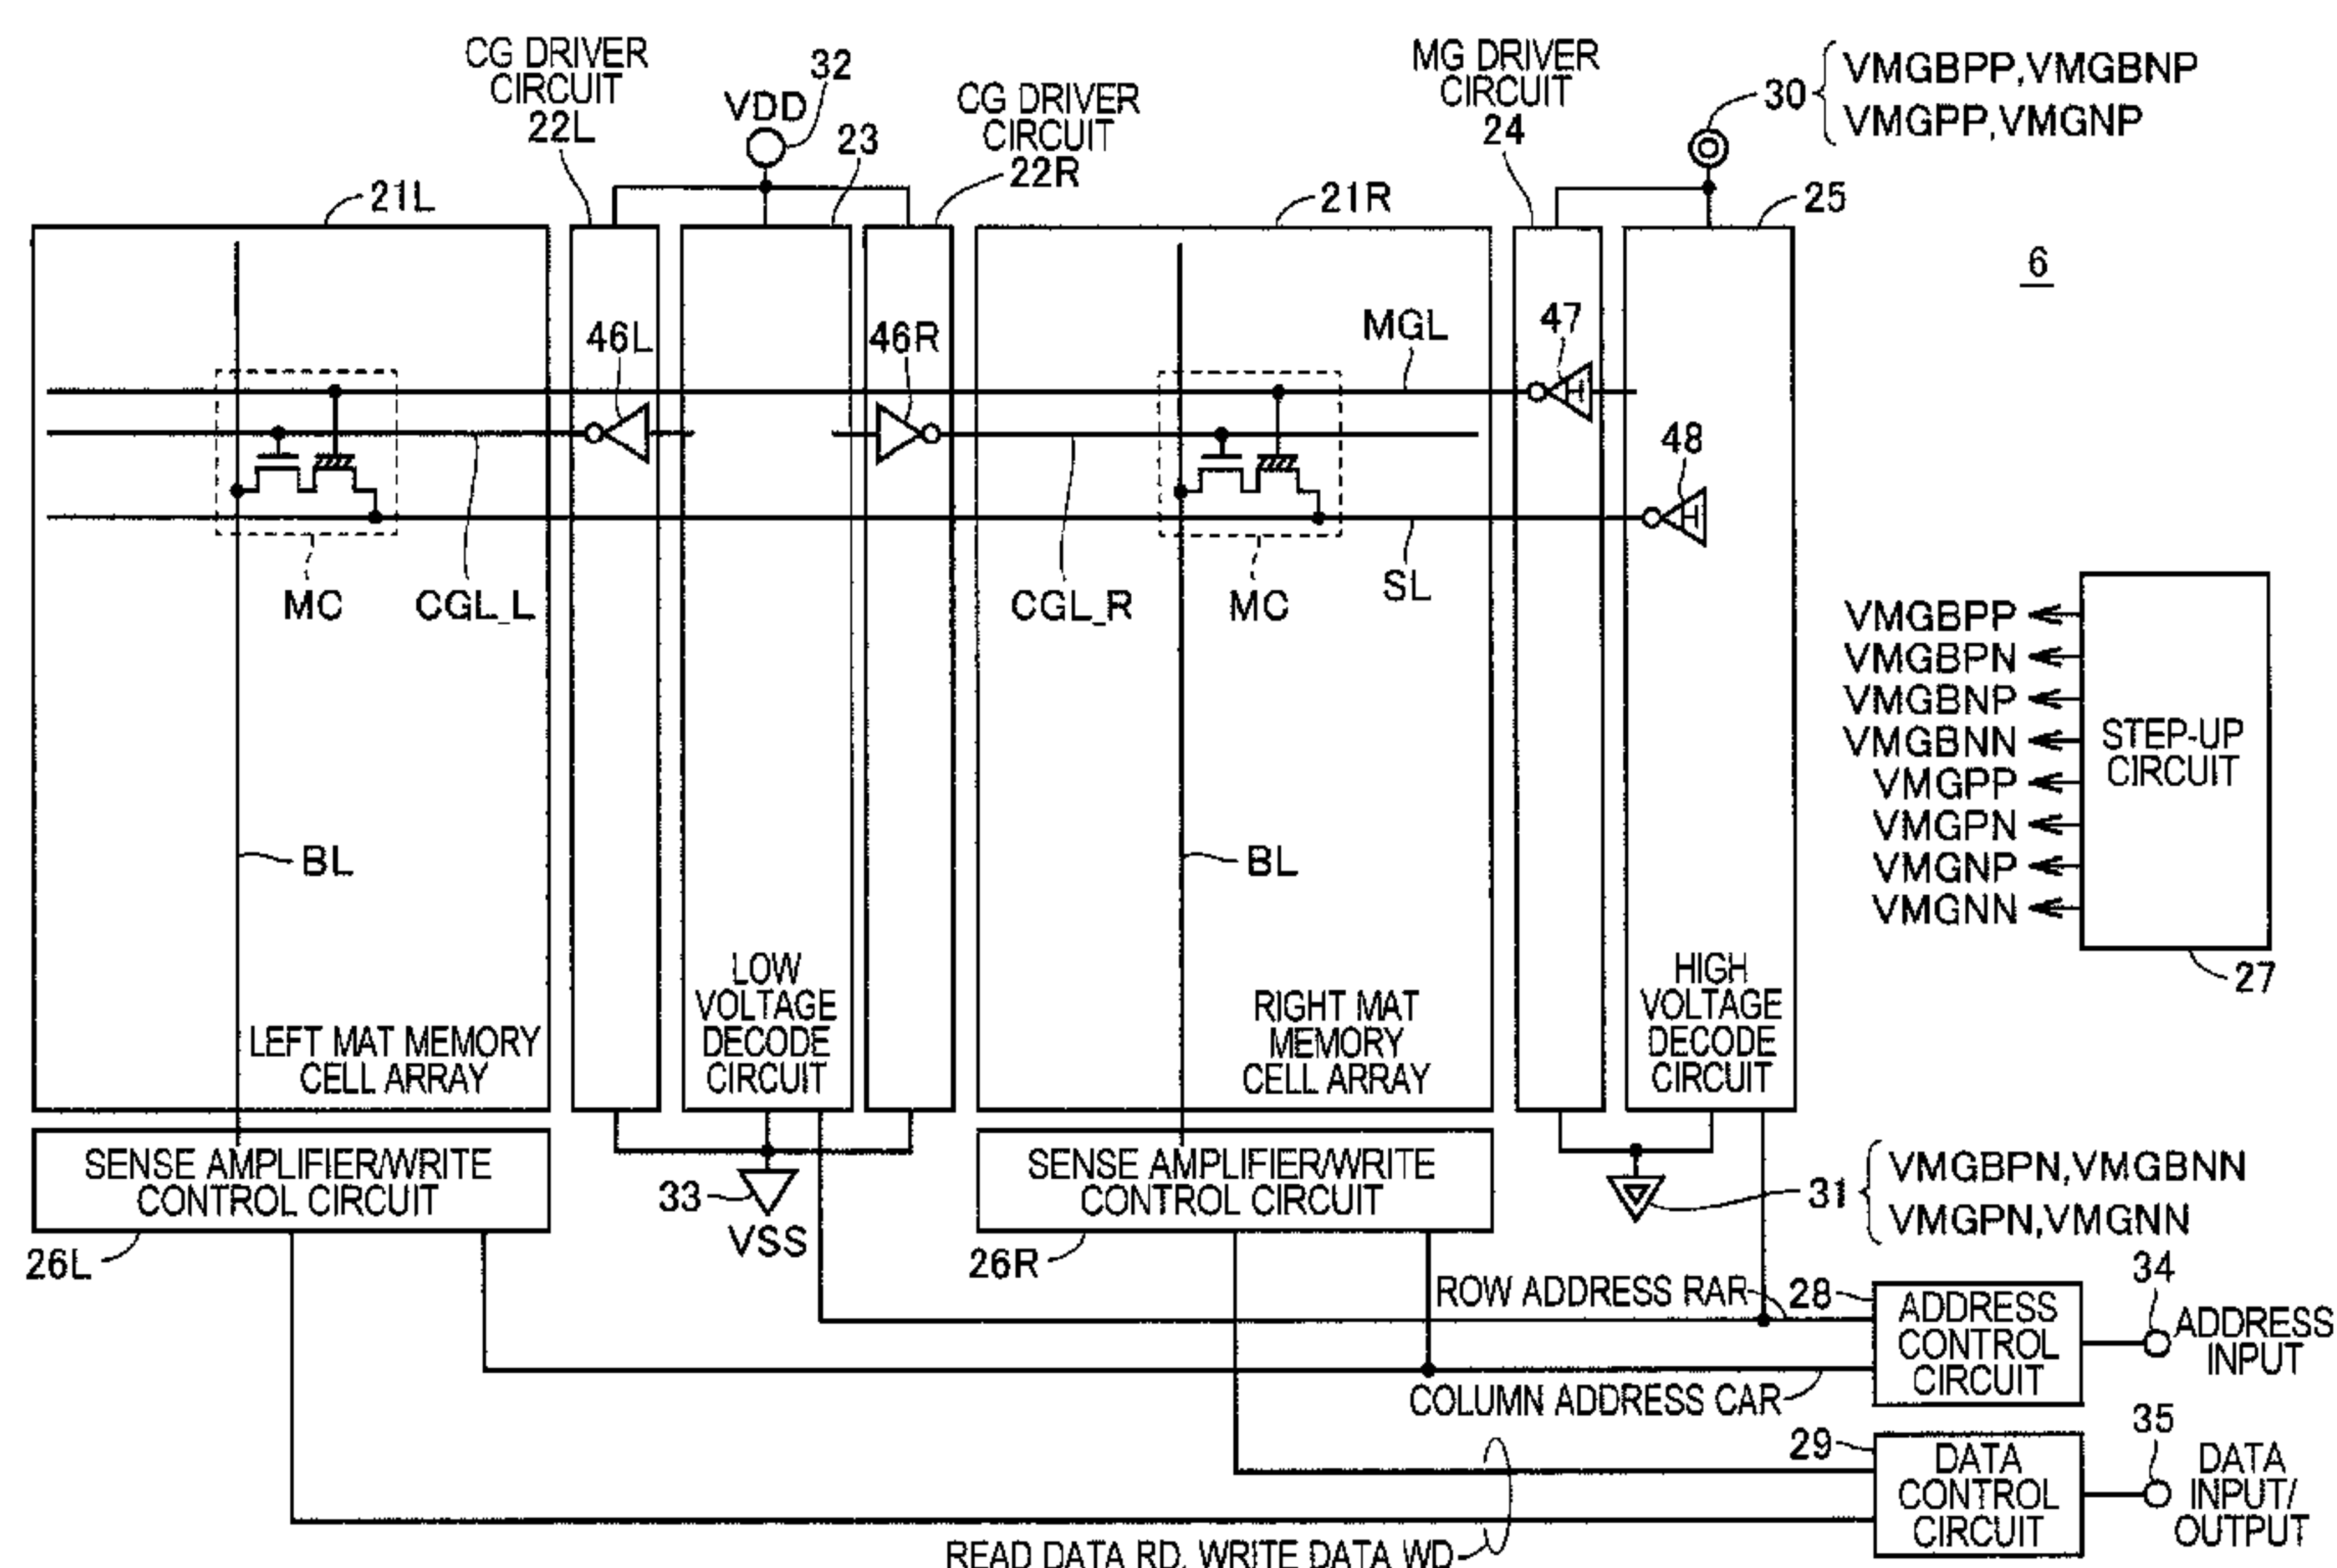 CG DRIVER
CIRCUIT
22L
32
VDD
23
CG DRIVER
CIRCUIT
22R
MG DRIVER
CIRCUIT
24
30
VMGBPP,VMGBNP
VMGPP,VMGNP
21L
21R
25
6
46L
46R
MGL
47
48
MC
CGL_L
CGL_R
MC
SL
VMGBPP
VMGBPN
VMGBNP
VMGBNN
VMGPP
VMGPN
VMGNP
VMGNN
STEP-UP
CIRCUIT
27
BL
BL
LEFT MAT MEMORY
CELL ARRAY
LOW
VOLTAGE
DECODE
CIRCUIT
RIGHT MAT
MEMORY
CELL ARRAY
HIGH
VOLTAGE
DECODE
CIRCUIT
SENSE AMPLIFIER/WRITE
CONTROL CIRCUIT
26L
33
VSS
SENSE AMPLIFIER/WRITE
CONTROL CIRCUIT
26R
31
VMGBPN,VMGBNN
VMGPN,VMGNN
ROW ADDRESS RAR
28
ADDRESS
CONTROL
CIRCUIT
34
ADDRESS
INPUT
COLUMN ADDRESS CAR
29
DATA
CONTROL
CIRCUIT
35
DATA
INPUT/
OUTPUT
READ DATA RD, WRITE DATA WD